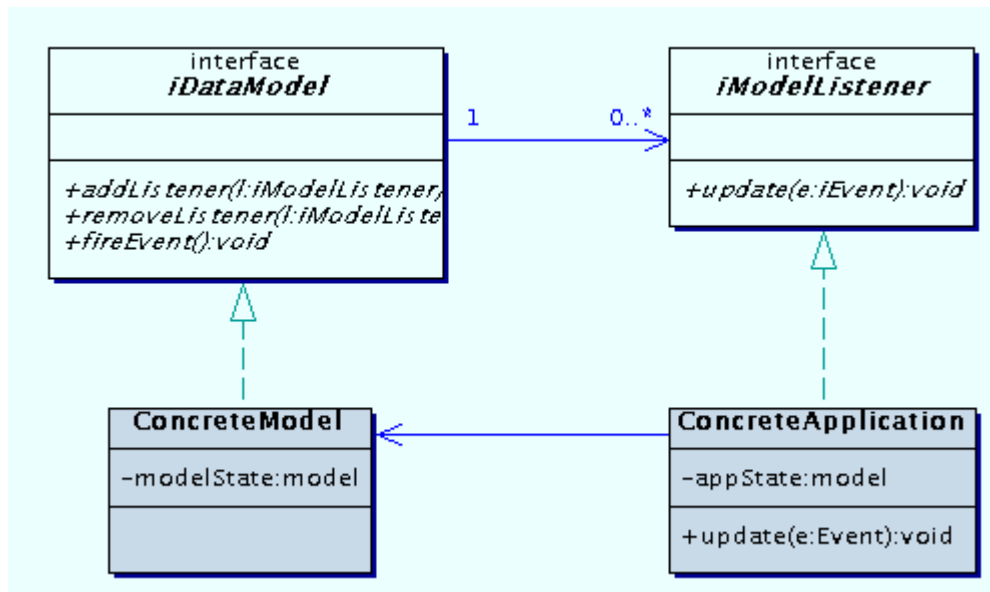 interface
iDataModel
+addListener(l:iModelListener)
+removeListener(l:iModelListe
+fireEvent():void
1
0..*
interface
iModelListener
+update(e:iEvent):void
ConcreteModel
-modelState:model
ConcreteApplication
-appState:model
+update(e:Event):void